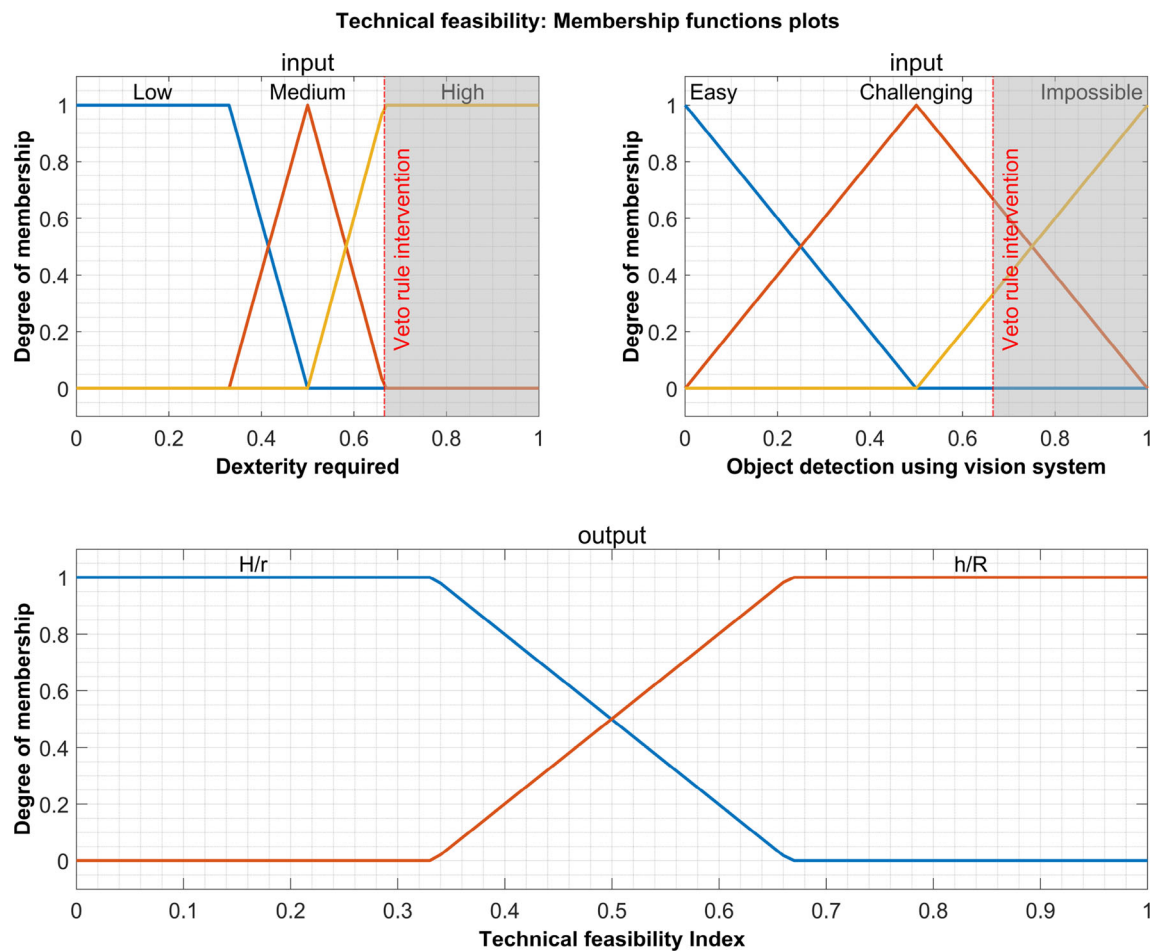 Technical feasibility: Membership functions plots
input
Low Medium High
1
0.8
0.6
0.4
0.2
0
Degree of membership
Veto rule intervention
0 0.2 0.4 0.6 0.8 1
Dexterity required
input
Easy Challenging Impossible
1
0.8
0.6
0.4
0.2
0
Degree of membership
Veto rule intervention
0 0.2 0.4 0.6 0.8 1
Object detection using vision system
output
H/r h/R
1
0.8
0.6
0.4
0.2
0
Degree of membership
0 0.1 0.2 0.3 0.4 0.5 0.6 0.7 0.8 0.9 1
Technical feasibility Index